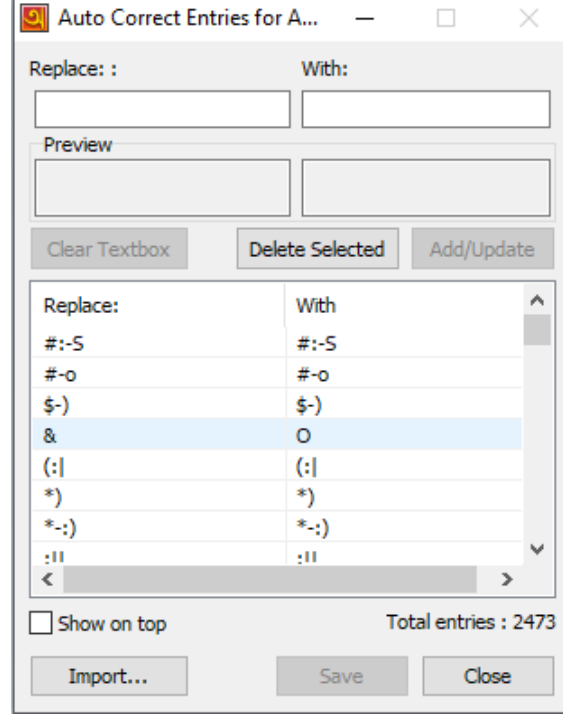 Auto Correct Entries for A...
Replace: : With:
Preview
Clear Textbox Delete Selected Add/Update
Replace: With
#:-S #:-S
#-o #-o
$-) $-)
& O
(:| (:|
*) *)
*-:) *-:)
Show on top Total entries : 2473
Import... Save Close